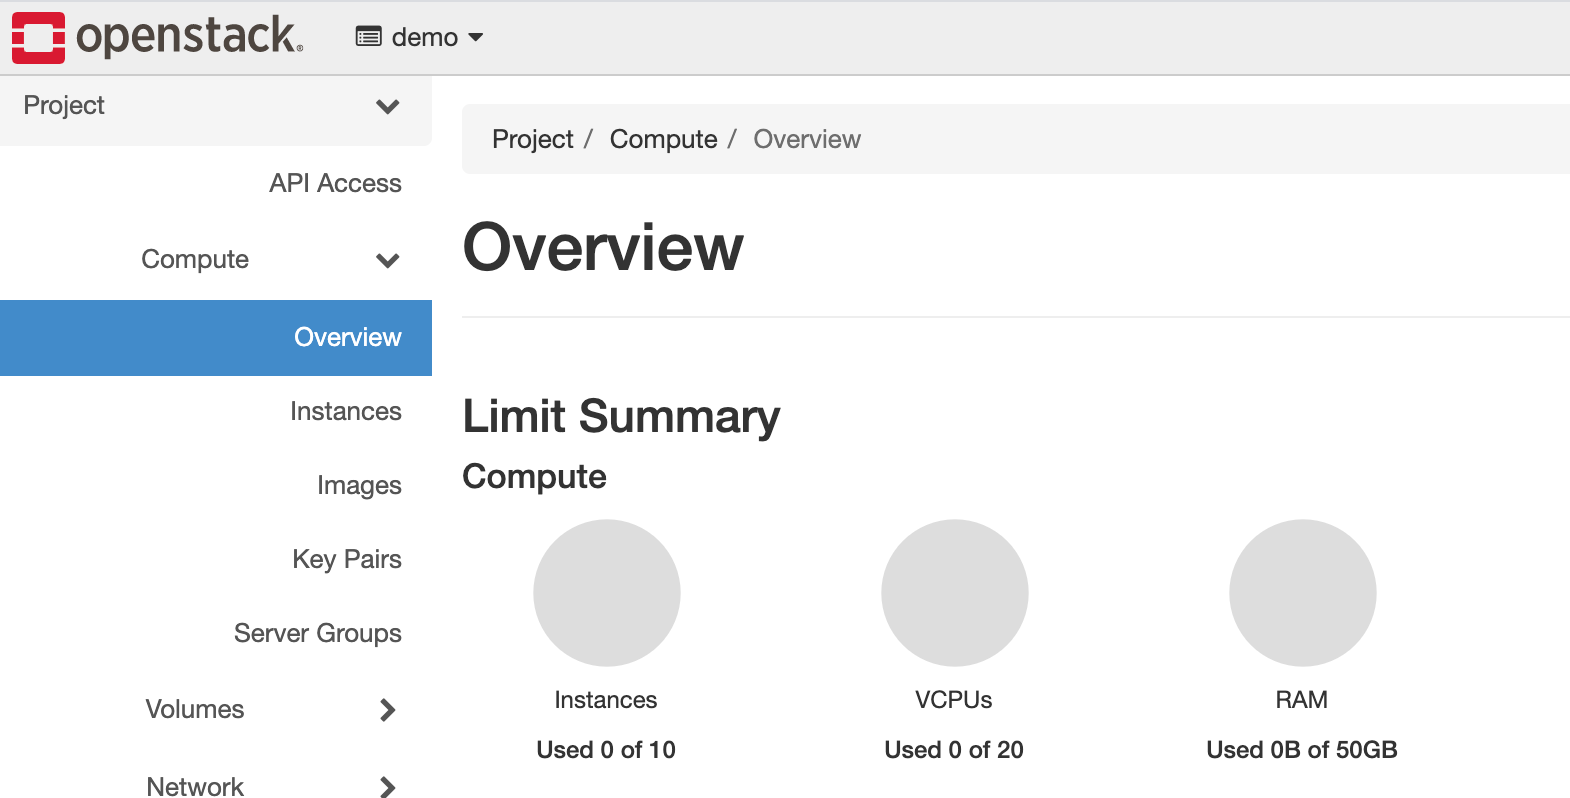 openstack.
demo
Project
API Access
Compute
Overview
Instances
Images
Key Pairs
Server Groups
Volumes
Network
Project / Compute / Overview
Overview
Limit Summary
Compute
Instances
Used 0 of 10
VCPUs
Used 0 of 20
RAM
Used 0B of 50GB